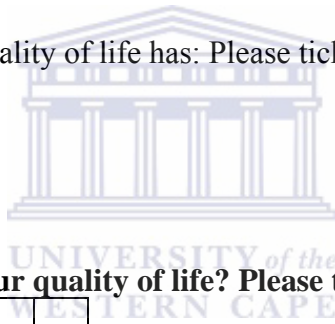 ality of life has: Please tick
UNIVERSITY of the
ur quality of life? Please
WESTERN CAPE